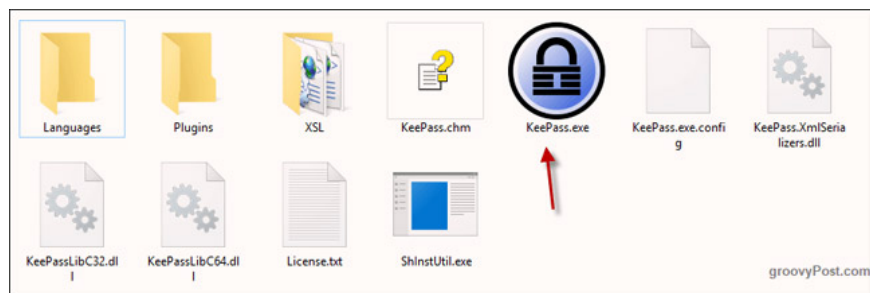 Languages
Plugins
XSL
KeePass.chm
KeePass.exe
KeePass.exe.confi
g
KeePass.XmlSeria
lizers.dll
KeePassLibC32.dl
l
KeePassLibC64.dl
l
License.txt
ShInstUtil.exe
groovyPost.com